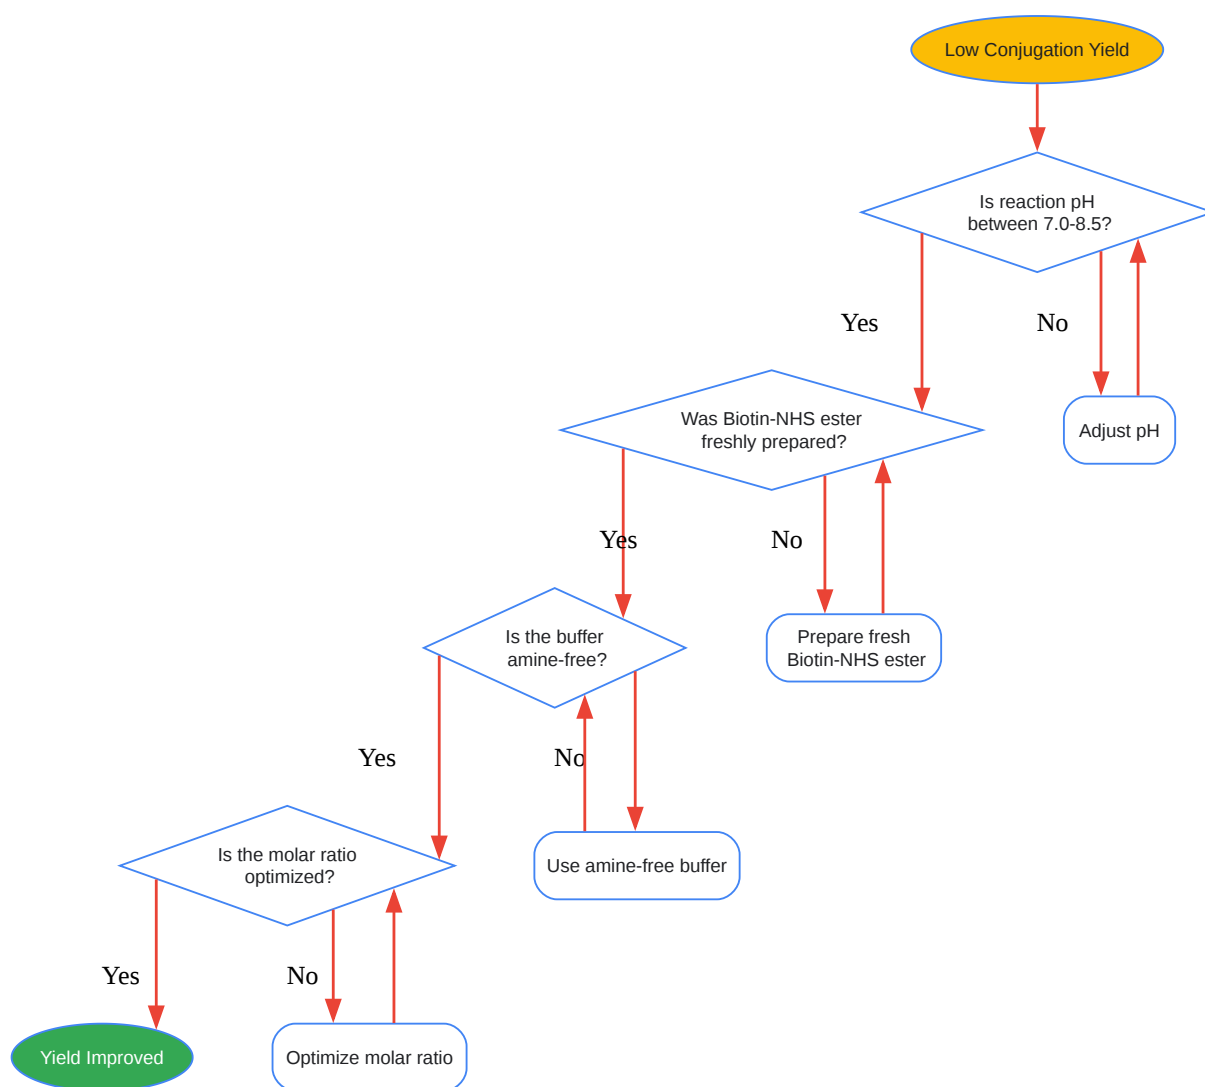 Low Conjugation Yield
Is reaction pH
between 7.0-8.5?
Yes
No
Adjust pH
Was Biotin-NHS ester
freshly prepared?
Yes
No
Prepare fresh
Biotin-NHS ester
Is the buffer
amine-free?
Yes
No
Use amine-free buffer
Is the molar ratio
optimized?
Yes
No
Yield Improved
Optimize molar ratio